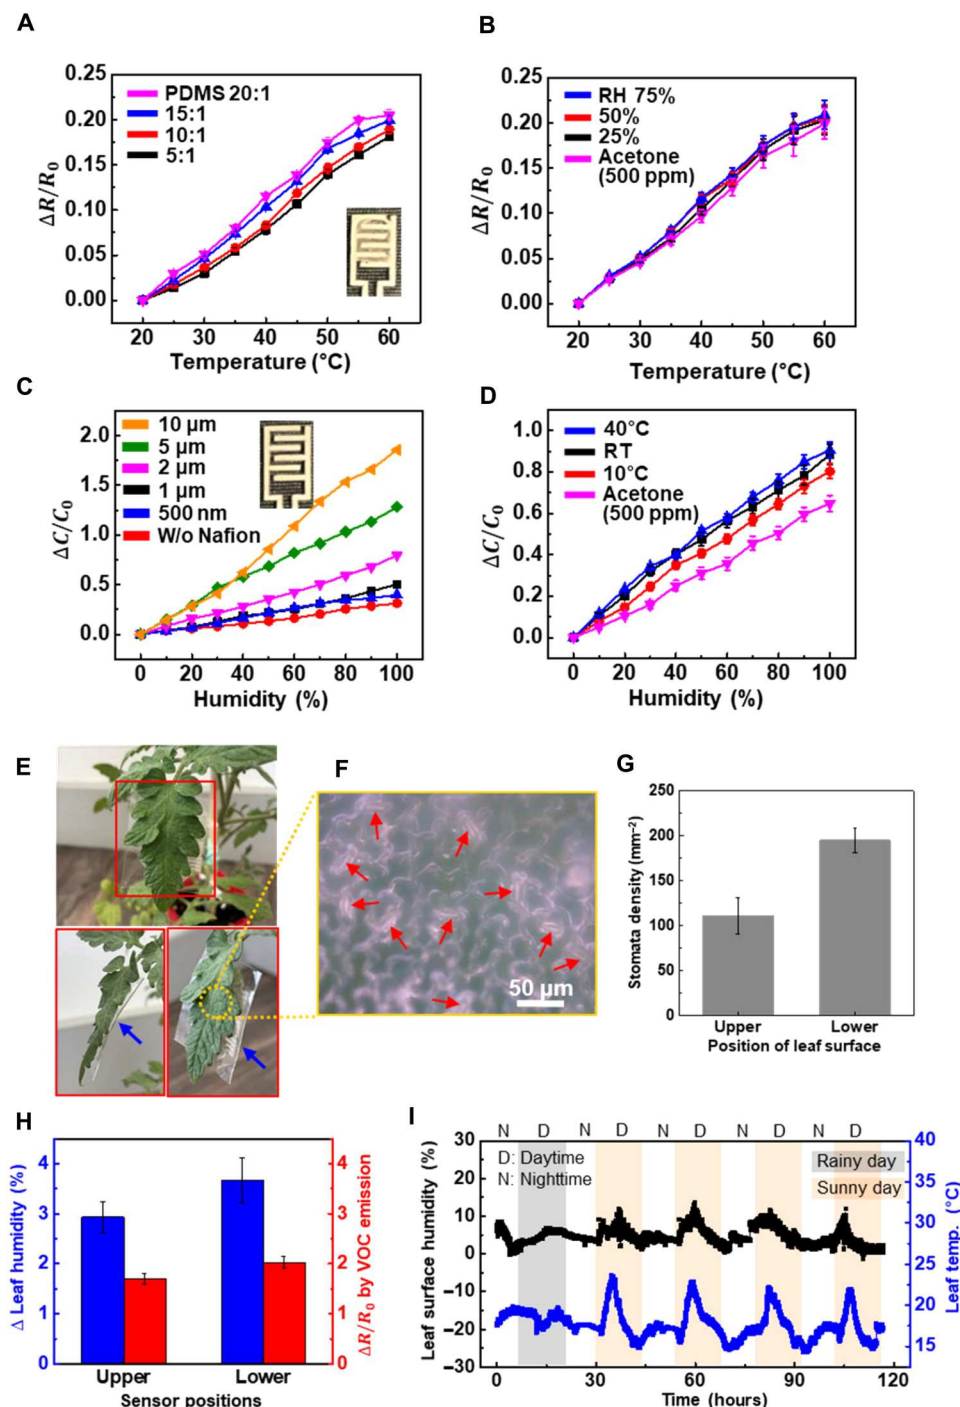 A
ΔR/R₀
0.25
0.20
0.15
0.10
0.05
0.00
PDMS 20:1
15:1
10:1
5:1
20 30 40 50 60
Temperature (°C)
B
ΔR/R₀
0.25
0.20
0.15
0.10
0.05
0.00
RH 75%
50%
25%
Acetone
(500 ppm)
20 30 40 50 60
Temperature (°C)
C
ΔC/C₀
2.0
1.5
1.0
0.5
0.0
10 μm
5 μm
2 μm
1 μm
500 nm
W/o Nafion
0 20 40 60 80 100
Humidity (%)
D
ΔC/C₀
1.0
0.8
0.6
0.4
0.2
0.0
40°C
RT
10°C
Acetone
(500 ppm)
0 20 40 60 80 100
Humidity (%)
E
F
50 μm
G
Stomata density (mm⁻²)
250
200
150
100
50
0
Upper Lower
Position of leaf surface
H
Δ Leaf humidity (%)
4
3
2
1
0
4
3
2
1
0
ΔR/R₀ by VOC emission
Upper Lower
Sensor positions
I
N D N D N D N D N D
Leaf surface humidity (%)
30
20
10
0
−10
−20
−30
D: Daytime
N: Nighttime
Rainy day
Sunny day
40
35
30
25
20
15
Leaf temp. (°C)
0 30 60 90 120
Time (hours)